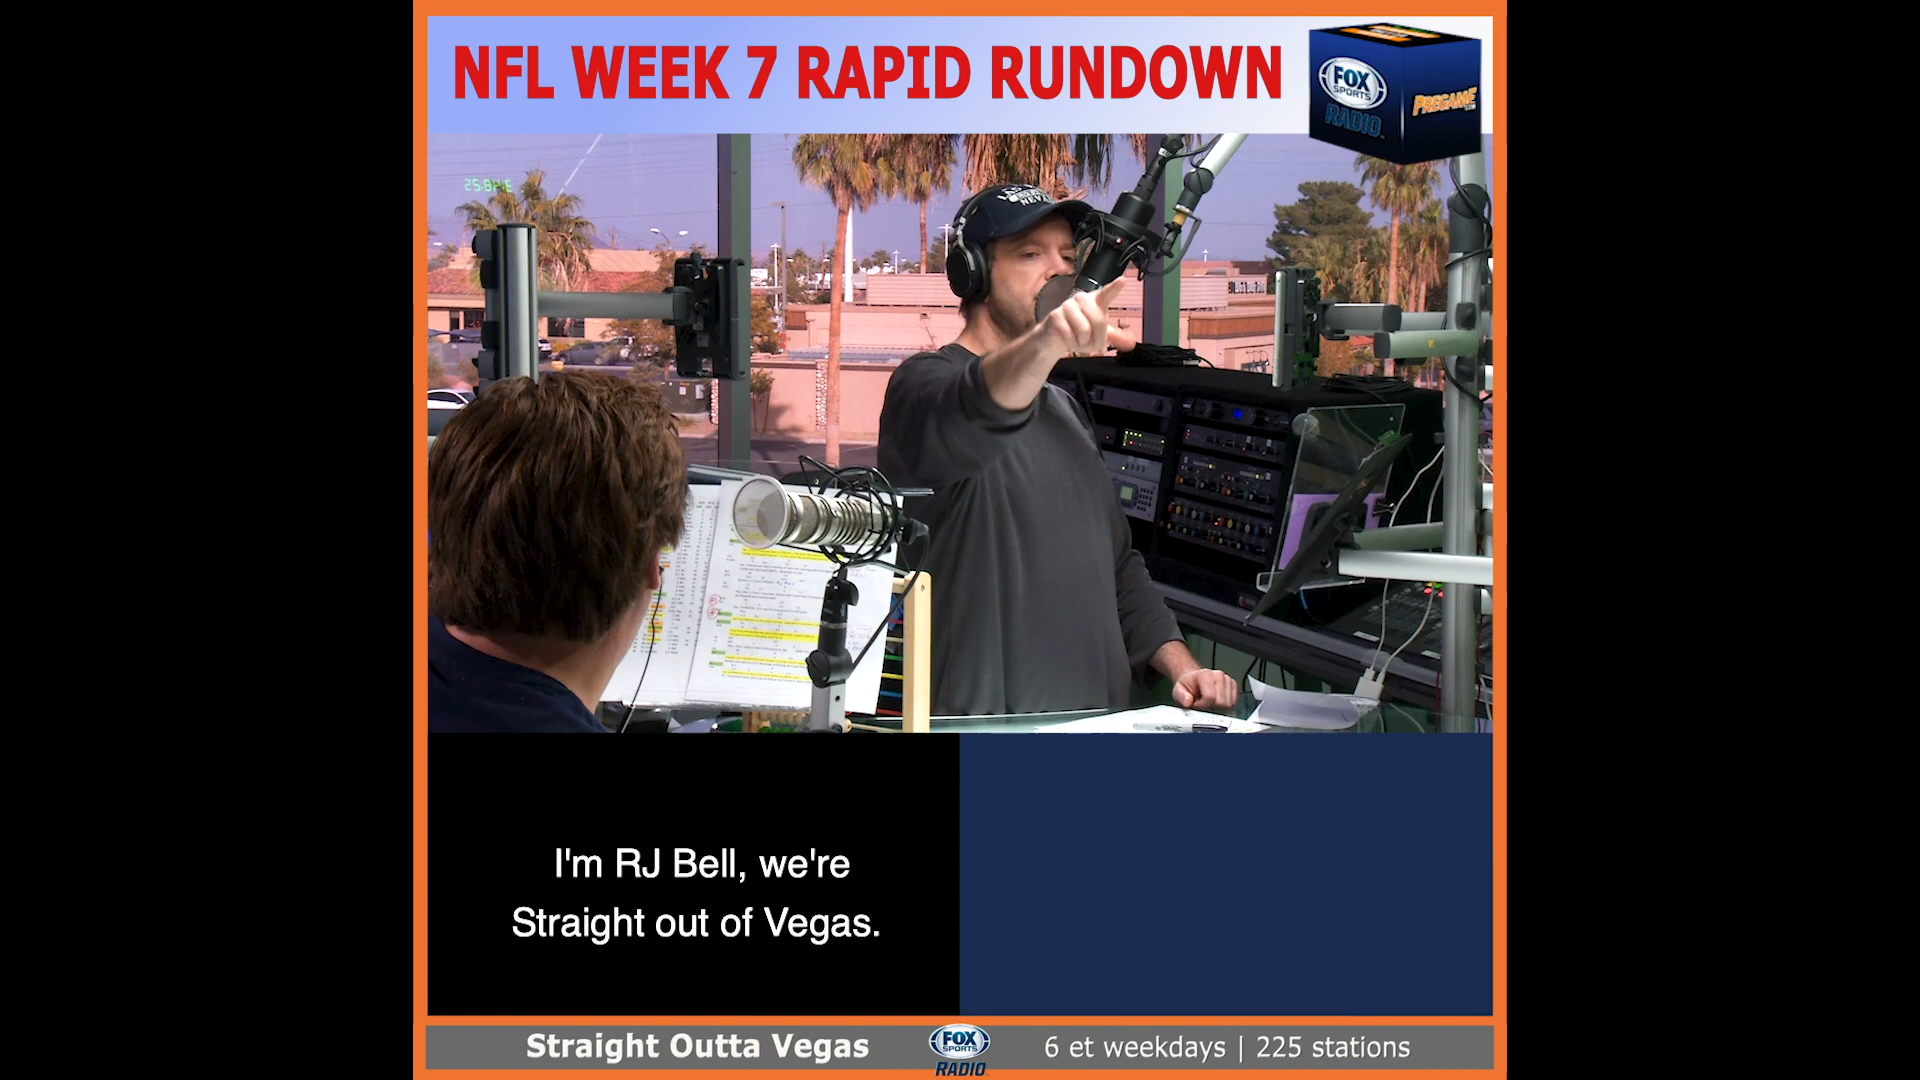 NFL WEEK 7 RAPID RUNDOWN
FOX
SPORTS
RADIO
PREGAME
I'm RJ Bell, we're
Straight out of Vegas.
Straight Outta Vegas
FOX
SPORTS
RADIO
6 et weekdays | 225 stations